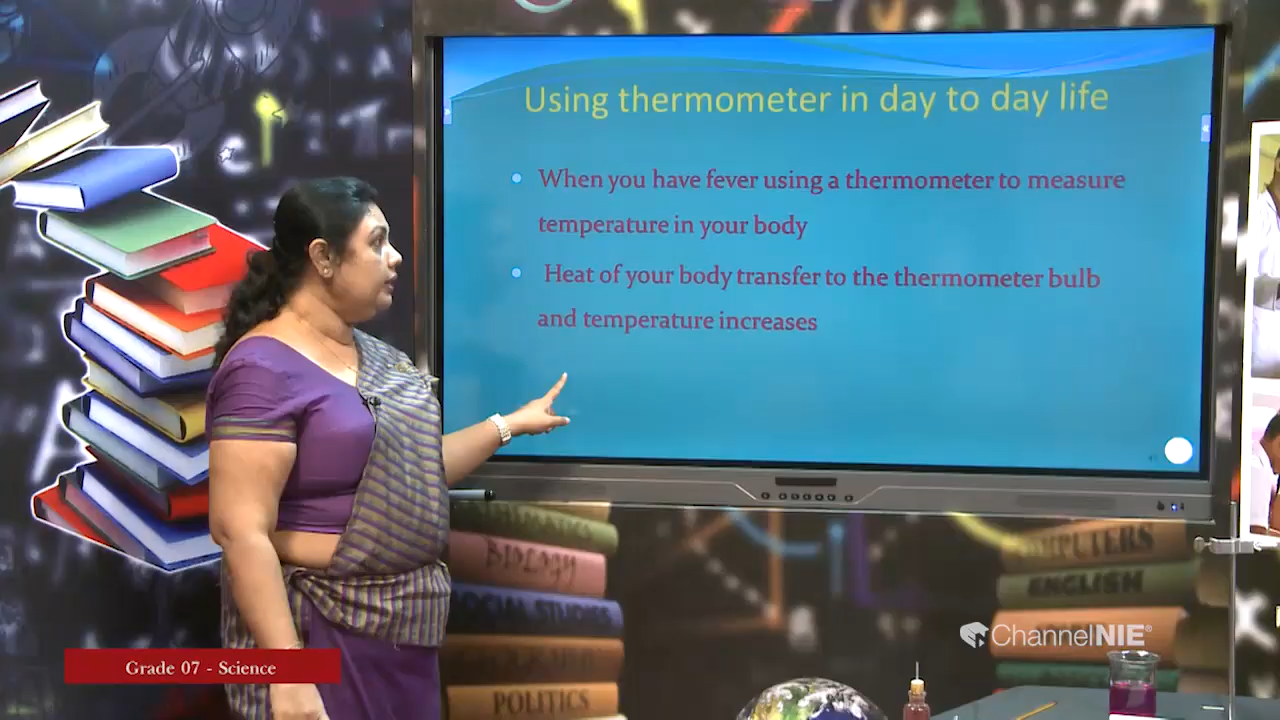 Using thermometer in day to day life
When you have fever using a thermometer to measure
temperature in your body
Heat of your body transfer to the thermometer bulb
and temperature increases
BIOLOGY
SOCIAL STUDIES
POLITICS
COMPUTERS
ENGLISH
ChannelNIE®
Grade 07 - Science